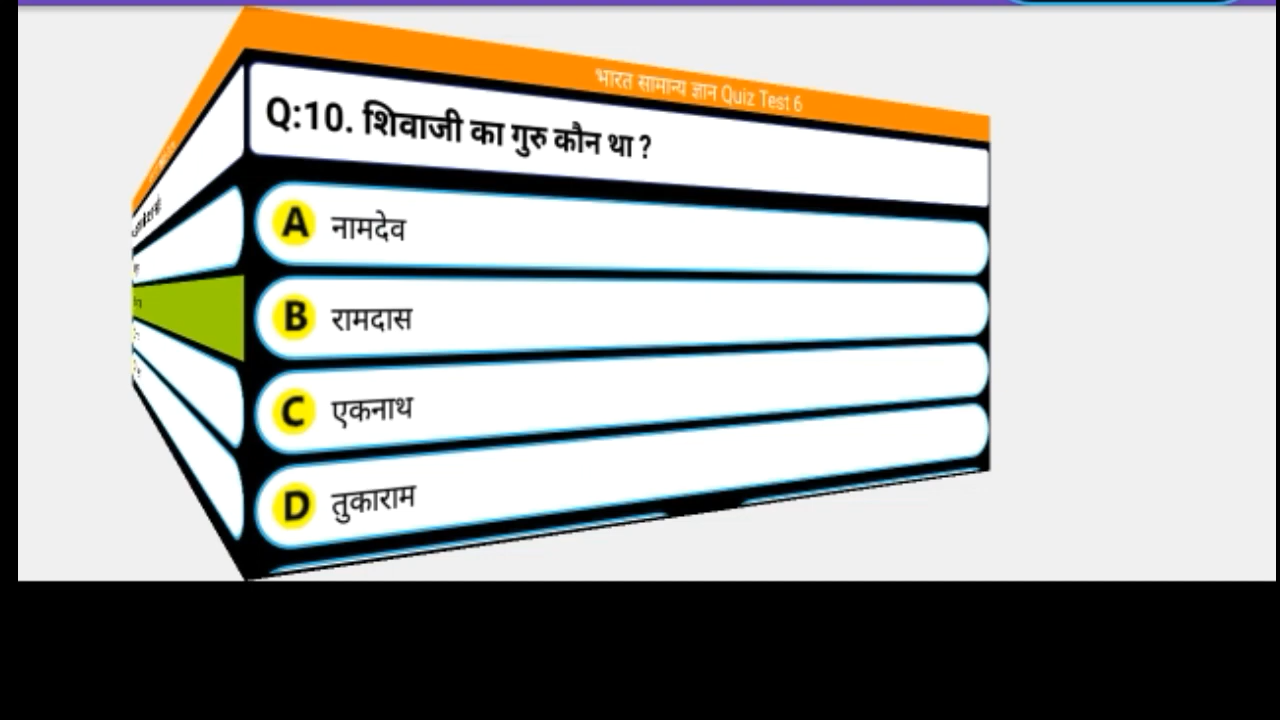 भारत सामान्य ज्ञान Quiz Test 6
Q:10. शिवाजी का गुरु कौन था ?
A नामदेव
B रामदास
C एकनाथ
D तुकाराम